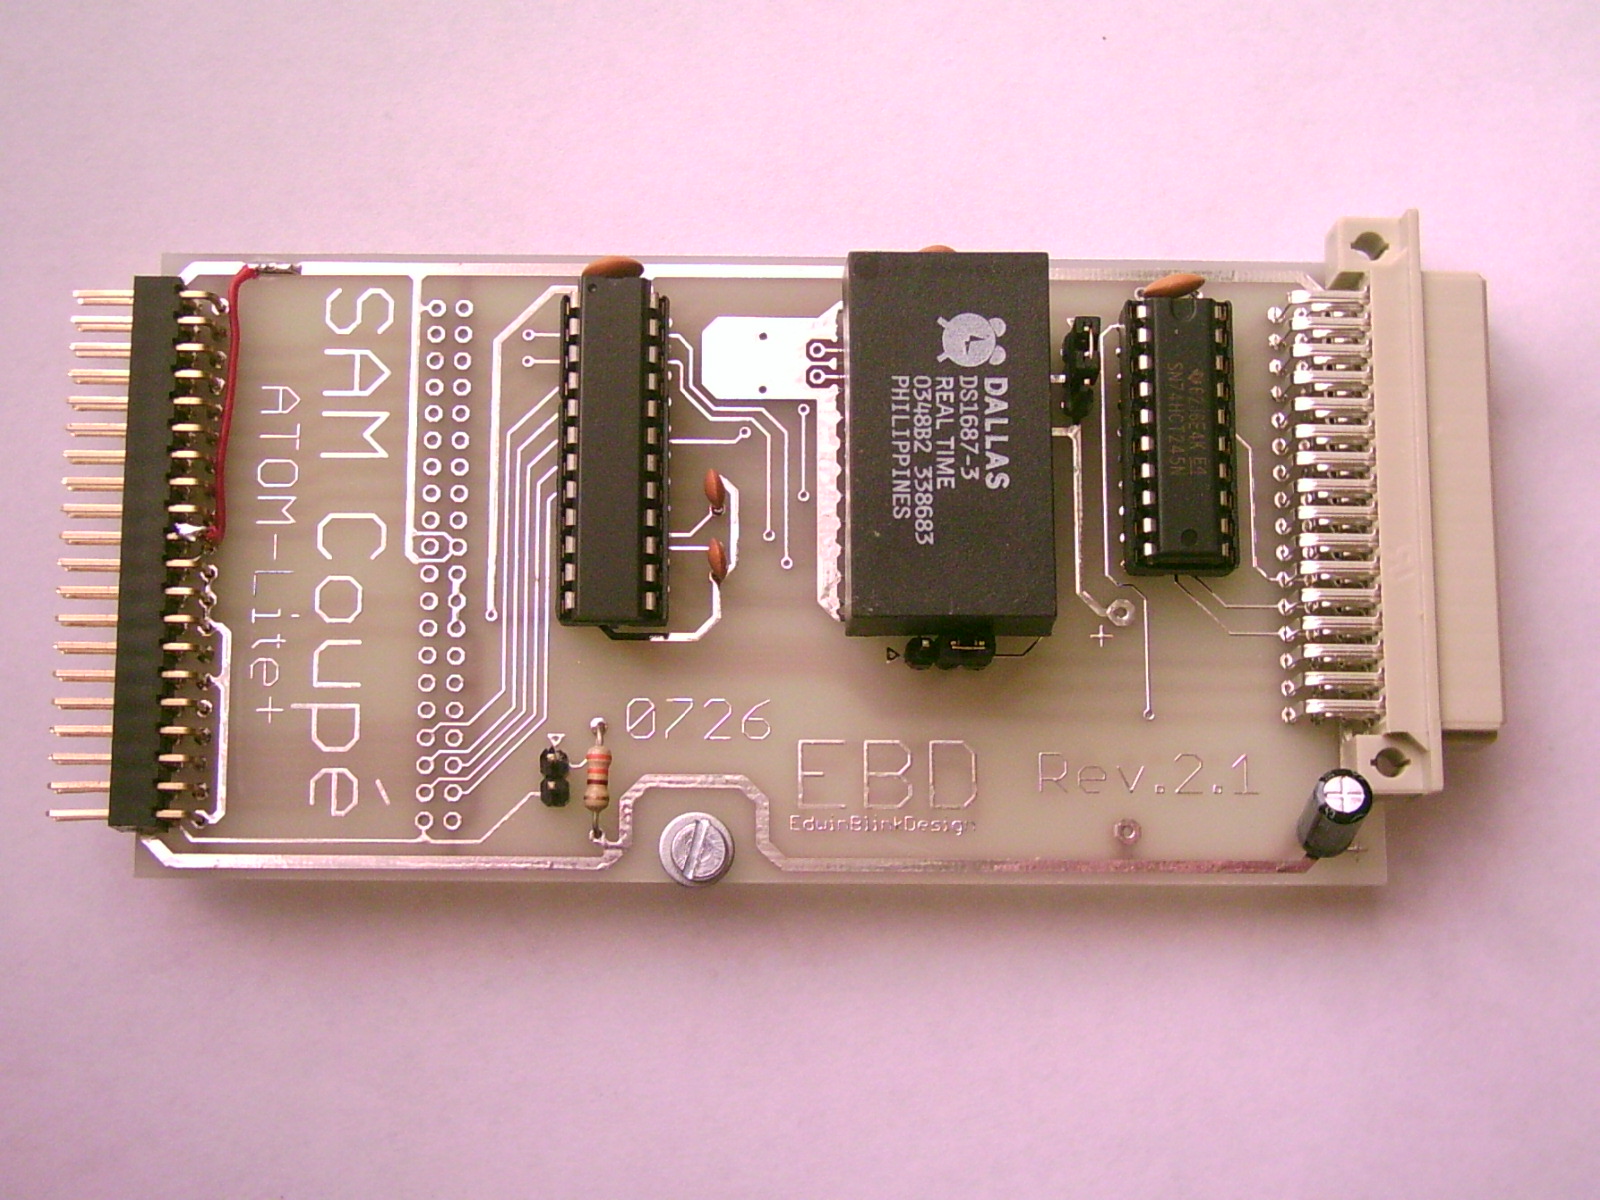 SAM Coupé
ATOM-Lite+
DALLAS
DS1687-3
REAL TIME
0348B2 338683
PHILIPPINES
SN74HCT245N
0726
EBD
EdwinBlinkDesign
Rev.2.1
+